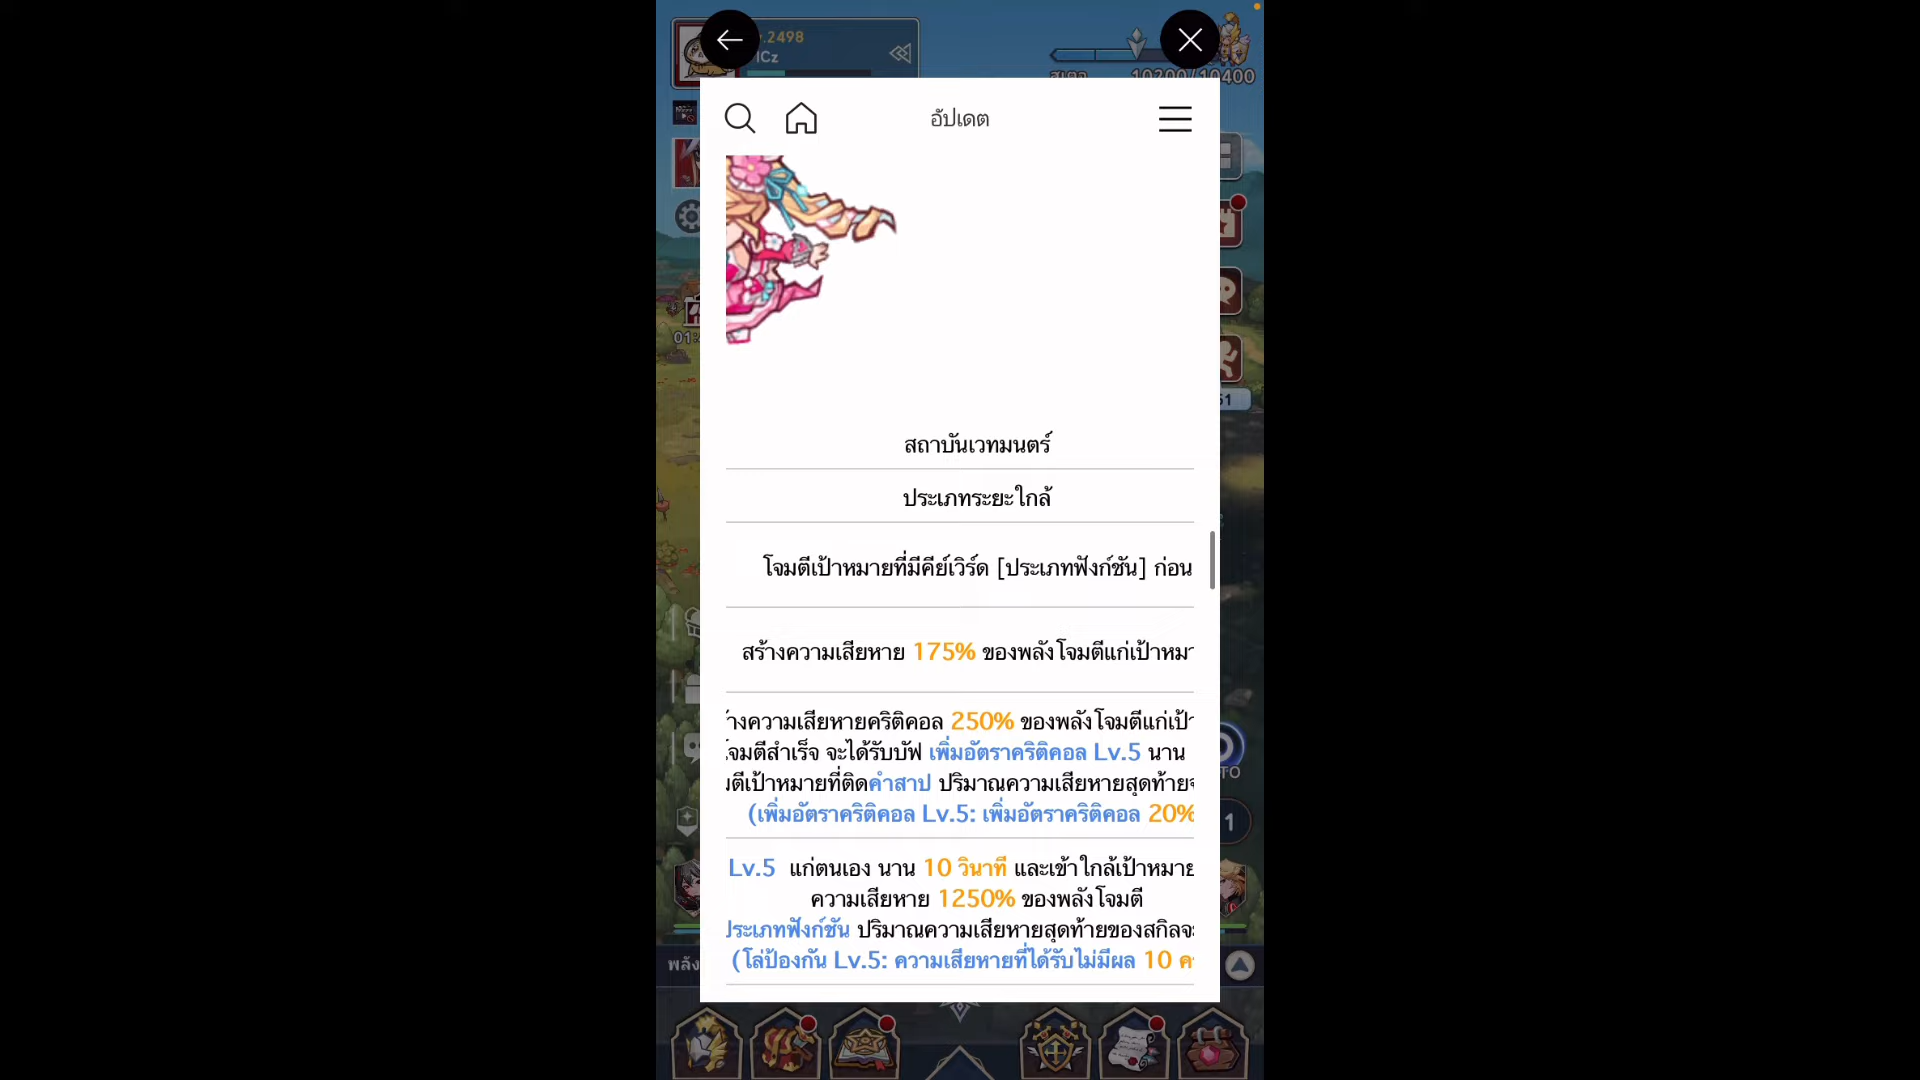 .2498
ICz
10200/10400
อัปเดต
สถาบันเวทมนตร์
ประเภทระยะใกล้
โจมตีเป้าหมายที่มีคีย์เวิร์ด [ประเภทฟังก์ชัน] ก่อน
สร้างความเสียหาย 175% ของพลังโจมตีแก่เป้าหมา
างความเสียหายคริติคอล 250% ของพลังโจมตีแก่เป้า
โจมตีสำเร็จ จะได้รับบัฟ เพิ่มอัตราคริติคอล Lv.5 นาน
มตีเป้าหมายที่ติดคำสาป ปริมาณความเสียหายสุดท้ายจ
(เพิ่มอัตราคริติคอล Lv.5: เพิ่มอัตราคริติคอล 20%
Lv.5 แก่ตนเอง นาน 10 วินาที และเข้าใกล้เป้าหมาย
ความเสียหาย 1250% ของพลังโจมตี
ประเภทฟังก์ชัน ปริมาณความเสียหายสุดท้ายของสกิลจะ
(โล่ป้องกัน Lv.5: ความเสียหายที่ได้รับไม่มีผล 10 ค
51
TO
1
พลัง